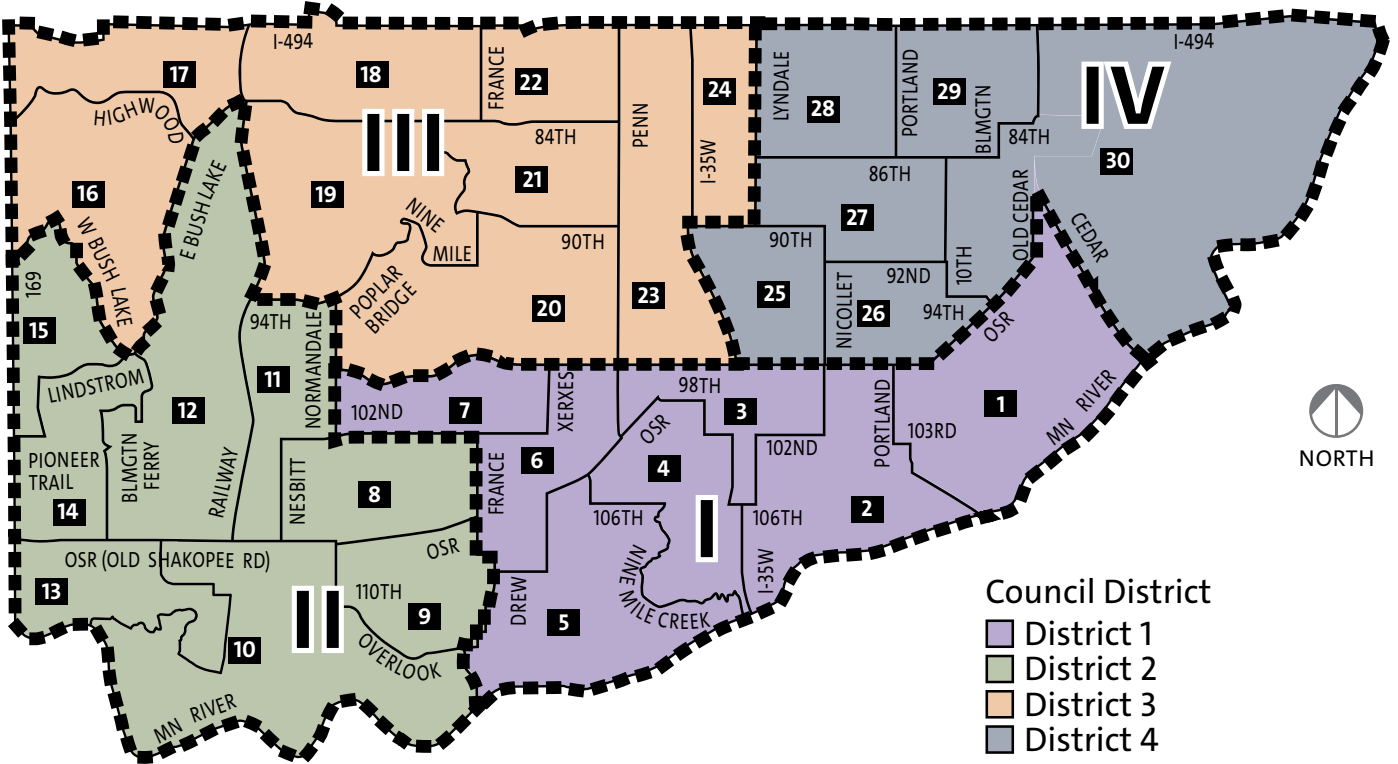 I-494
I-494
17
18
FRANCE
22
24
LYNDALE
28
PORTLAND
29
BLMGTN
IV
HIGHWOOD
III
84TH
PENN
I-35W
84TH
30
16
19
21
86TH
E BUSH LAKE
W BUSH LAKE
NINE
MILE
90TH
90TH
27
OLD CEDAR
CEDAR
10TH
169
15
POPLAR
BRIDGE
20
23
25
92ND
NICOLLET
26
94TH
OSR
94TH
NORMANDALE
LINDSTROM
11
12
102ND
7
XERXES
98TH
3
PORTLAND
1
MN RIVER
103RD
NORTH
PIONEER
TRAIL
14
BLMGTN
FERRY
RAILWAY
NESBITT
8
FRANCE
6
OSR
4
102ND
2
106TH
I
106TH
OSR (OLD SHAKOPEE RD)
OSR
13
II
110TH
9
DREW
5
NINE MILE CREEK
I-35W
10
OVERLOOK
MN RIVER
Council District
District 1
District 2
District 3
District 4